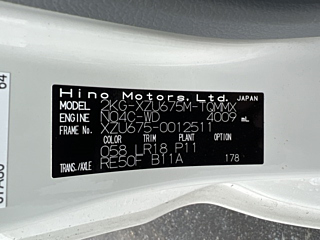 Hino Motors, Ltd. JAPAN
MODEL 2KG-XZU675M-TQMMX
ENGINE N04C-WD 4009 mL
FRAME No. XZU675-0012511
COLOR TRIM PLANT OPTION
058 LR18 P11
TRANS./AXLE RE50F B11A 178
64